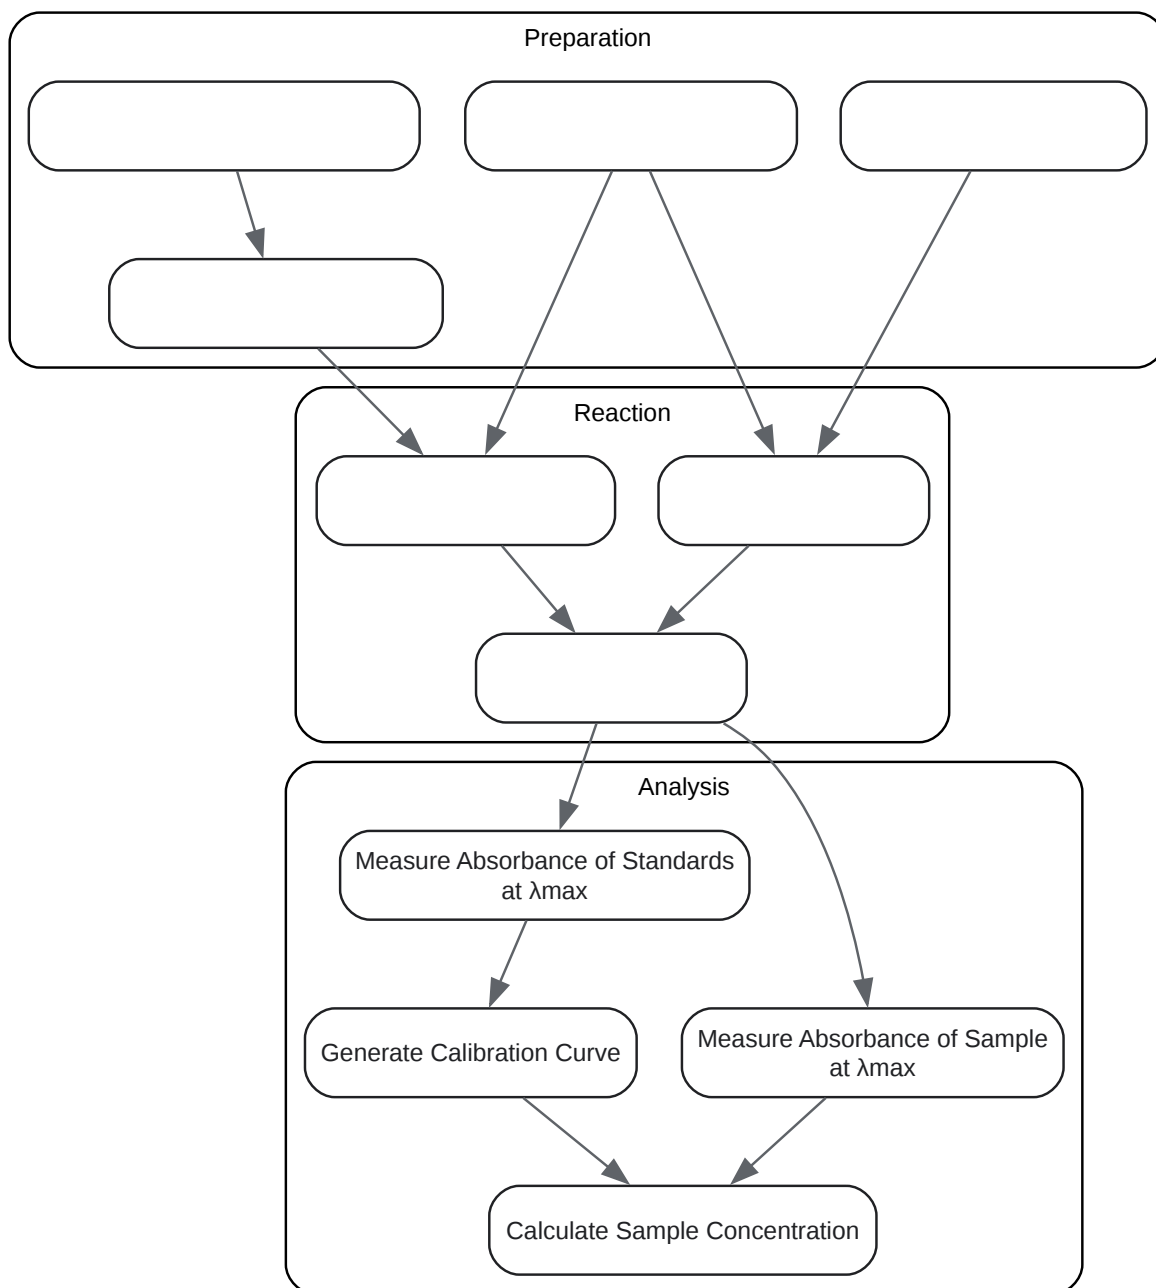 Preparation
Reaction
Analysis
Measure Absorbance of Standards
at λmax
Generate Calibration Curve
Measure Absorbance of Sample
at λmax
Calculate Sample Concentration